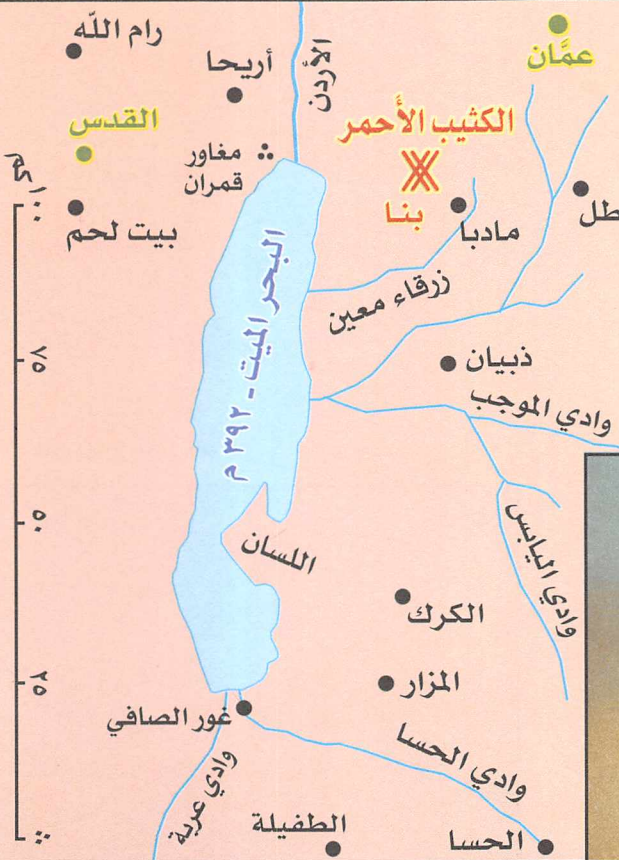 رام الله
عمَّان
أريحا
الأردن
الكثيب الأحمر
القدس
مغاور
قمران
كم
١٠٠
بنا
بيت لحم
مادبا
البحر الميت - ٣٩٢ م
زرقاء معين
٧٥
ذبيان
وادي الموجب
٥٠
اللسان
وادي اليابس
الكرك
٢٥
المزار
غور الصافي
وادي الحسا
وادي عربة
الطفيلة
الحسا